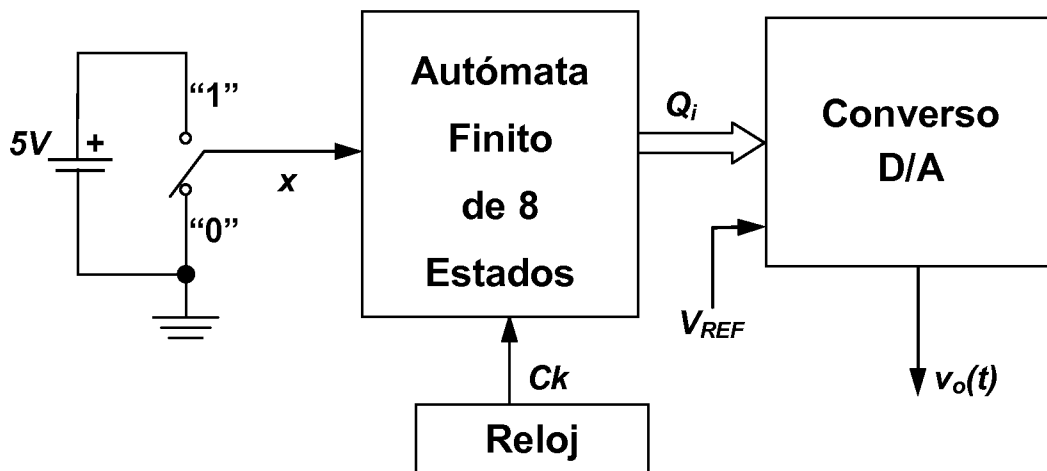 5V
+
“1”
“0”
x
Autómata
Finito
de 8
Estados
Qi
Converso
D/A
VREF
vo(t)
Ck
Reloj